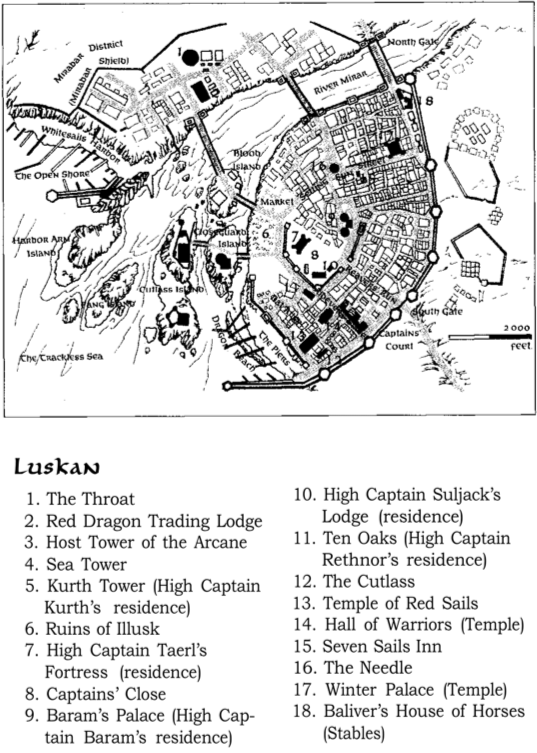 1
Mirabar
District
(Mirabar
Shield)
North Gate
River Mirar
18
Whitesails
Harbor
The Open Shore
Blood
Island
Market
6
Closeguard
Island
Harbor Arm
Island
7
8
Cutlass Island
Fang Island
4
South Gate
Dragon
Beach
The Piers
Captains'
Court
The Trackless Sea
2000
feet
Luskan
1. The Throat
2. Red Dragon Trading Lodge
3. Host Tower of the Arcane
4. Sea Tower
5. Kurth Tower (High Captain
Kurth's residence)
6. Ruins of Illusk
7. High Captain Taerl's
Fortress (residence)
8. Captains' Close
9. Baram's Palace (High Cap-
tain Baram's residence)
10. High Captain Suljack's
Lodge (residence)
11. Ten Oaks (High Captain
Rethnor's residence)
12. The Cutlass
13. Temple of Red Sails
14. Hall of Warriors (Temple)
15. Seven Sails Inn
16. The Needle
17. Winter Palace (Temple)
18. Baliver's House of Horses
(Stables)